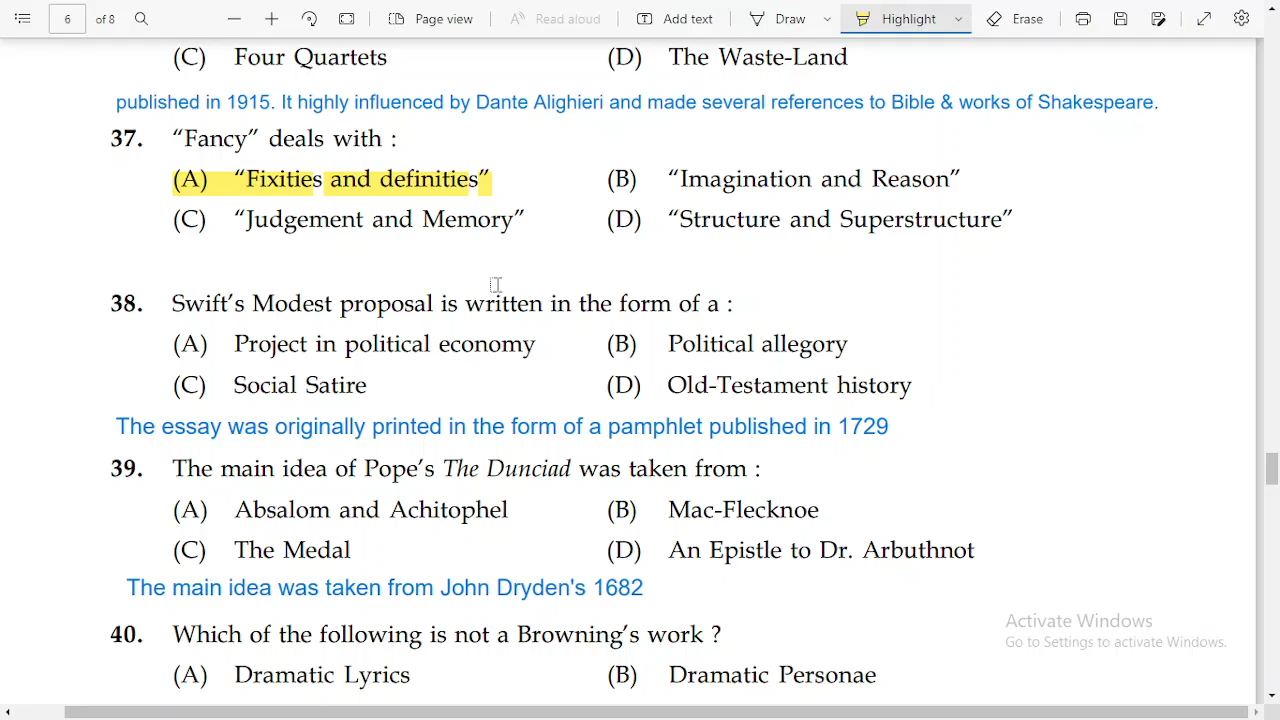 6 of 8 Page view Read aloud Add text Draw Highlight Erase
(C) Four Quartets (D) The Waste-Land
published in 1915. It highly influenced by Dante Alighieri and made several references to Bible & works of Shakespeare.
37. “Fancy” deals with :
(A) “Fixities and definities” (B) “Imagination and Reason”
(C) “Judgement and Memory” (D) “Structure and Superstructure”
38. Swift’s Modest proposal is written in the form of a :
(A) Project in political economy (B) Political allegory
(C) Social Satire (D) Old-Testament history
The essay was originally printed in the form of a pamphlet published in 1729
39. The main idea of Pope’s The Dunciad was taken from :
(A) Absalom and Achitophel (B) Mac-Flecknoe
(C) The Medal (D) An Epistle to Dr. Arbuthnot
The main idea was taken from John Dryden's 1682
Activate Windows
40. Which of the following is not a Browning’s work ?
Go to Settings to activate Windows.
(A) Dramatic Lyrics (B) Dramatic Personae